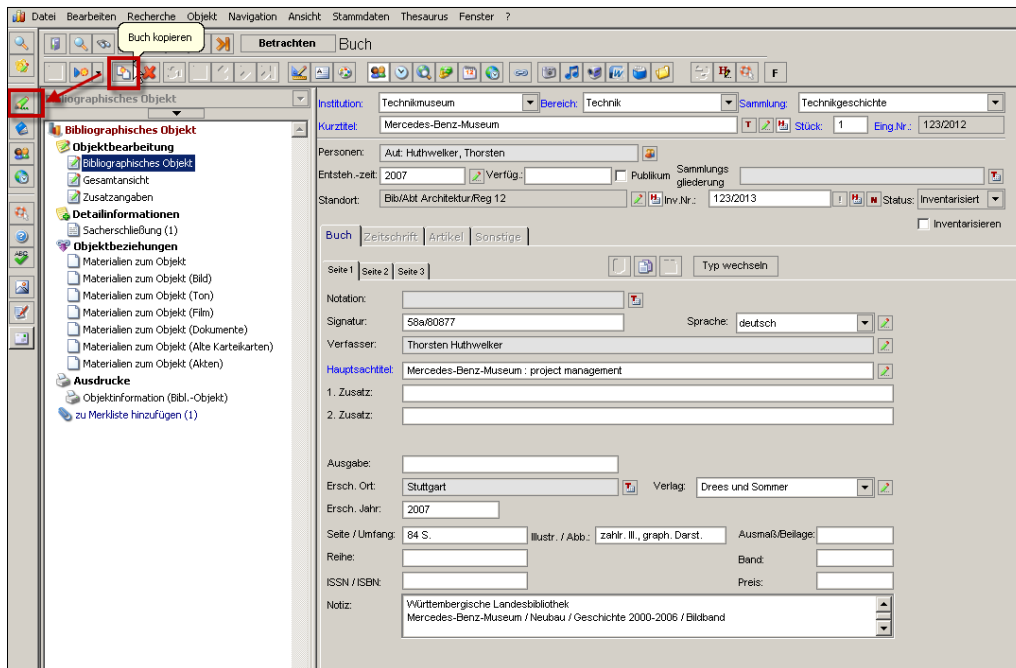 Datei Bearbeiten Recherche Objekt Navigation Ansicht Stammdaten Thesaurus Fenster ?
Buch kopieren
Betrachten Buch
F
Bibliographisches Objekt
Bibliographisches Objekt
Objektbearbeitung
Bibliographisches Objekt
Gesamtansicht
Zusatzangaben
Detailinformationen
Sacherschließung (1)
Objektbeziehungen
Materialien zum Objekt
Materialien zum Objekt (Bild)
Materialien zum Objekt (Ton)
Materialien zum Objekt (Film)
Materialien zum Objekt (Dokumente)
Materialien zum Objekt (Alte Karteikarten)
Materialien zum Objekt (Akten)
Ausdrucke
Objektinformation (Bibl.-Objekt)
zu Merkliste hinzufügen (1)
Institution: Technikmuseum Bereich: Technik Sammlung: Technikgeschichte
Kurztitel: Mercedes-Benz-Museum Stück: 1 Eing.Nr.: 123/2012
Personen: Aut: Huthwelker, Thorsten
Entsteh.-zeit: 2007 Verfüg.: Publikum Sammlungs
gliederung
Standort: Bib/Abt Architektur/Reg 12 Inv.Nr.: 123/2013 Status: Inventarisiert
Inventarisieren
Buch Zeitschrift Artikel Sonstige
Seite 1 Seite 2 Seite 3 Typ wechseln
Notation:
Signatur: 58a/80877 Sprache: deutsch
Verfasser: Thorsten Huthwelker
Hauptsachtitel: Mercedes-Benz-Museum : project management
1. Zusatz:
2. Zusatz:
Ausgabe:
Ersch. Ort: Stuttgart Verlag: Drees und Sommer
Ersch. Jahr: 2007
Seite / Umfang: 84 S. Illustr. / Abb.: zahlr. Ill., graph. Darst. Ausmaß/Beilage:
Reihe: Band:
ISSN / ISBN: Preis:
Notiz: Württembergische Landesbibliothek
Mercedes-Benz-Museum / Neubau / Geschichte 2000-2006 / Bildband